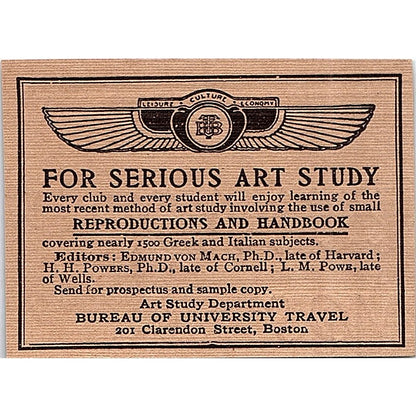 LEISURE CULTURE ECONOMY
BUT
FOR SERIOUS ART STUDY
Every club and every student will enjoy learning of the
most recent method of art study involving the use of small
REPRODUCTIONS AND HANDBOOK
covering nearly 1500 Greek and Italian subjects.
Editors: EDMUND VON MACH, Ph.D., late of Harvard;
H. H. POWERS, Ph.D., late of Cornell; L. M. POWE, late
of Wells.
Send for prospectus and sample copy.
Art Study Department
BUREAU OF UNIVERSITY TRAVEL
201 Clarendon Street, Boston